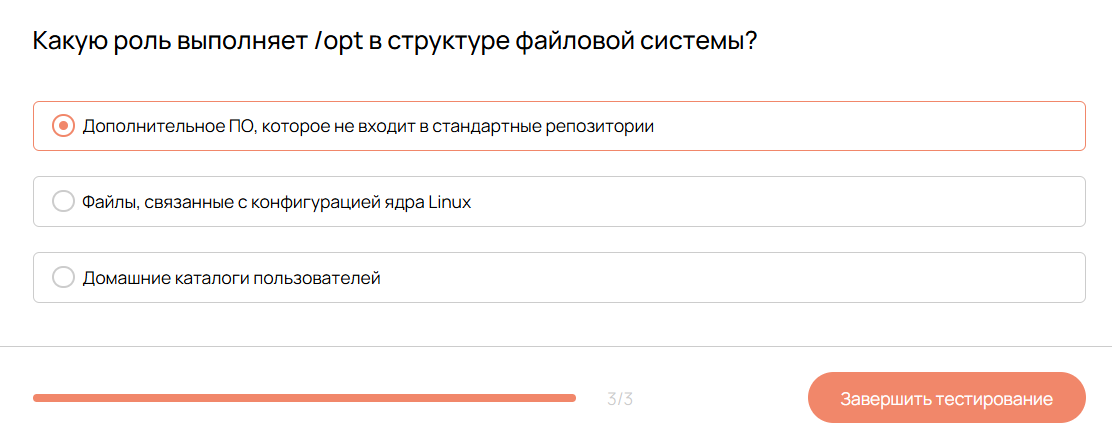 Какую роль выполняет /opt в структуре файловой системы?
Дополнительное ПО, которое не входит в стандартные репозитории
Файлы, связанные с конфигурацией ядра Linux
Домашние каталоги пользователей
3/3
Завершить тестирование